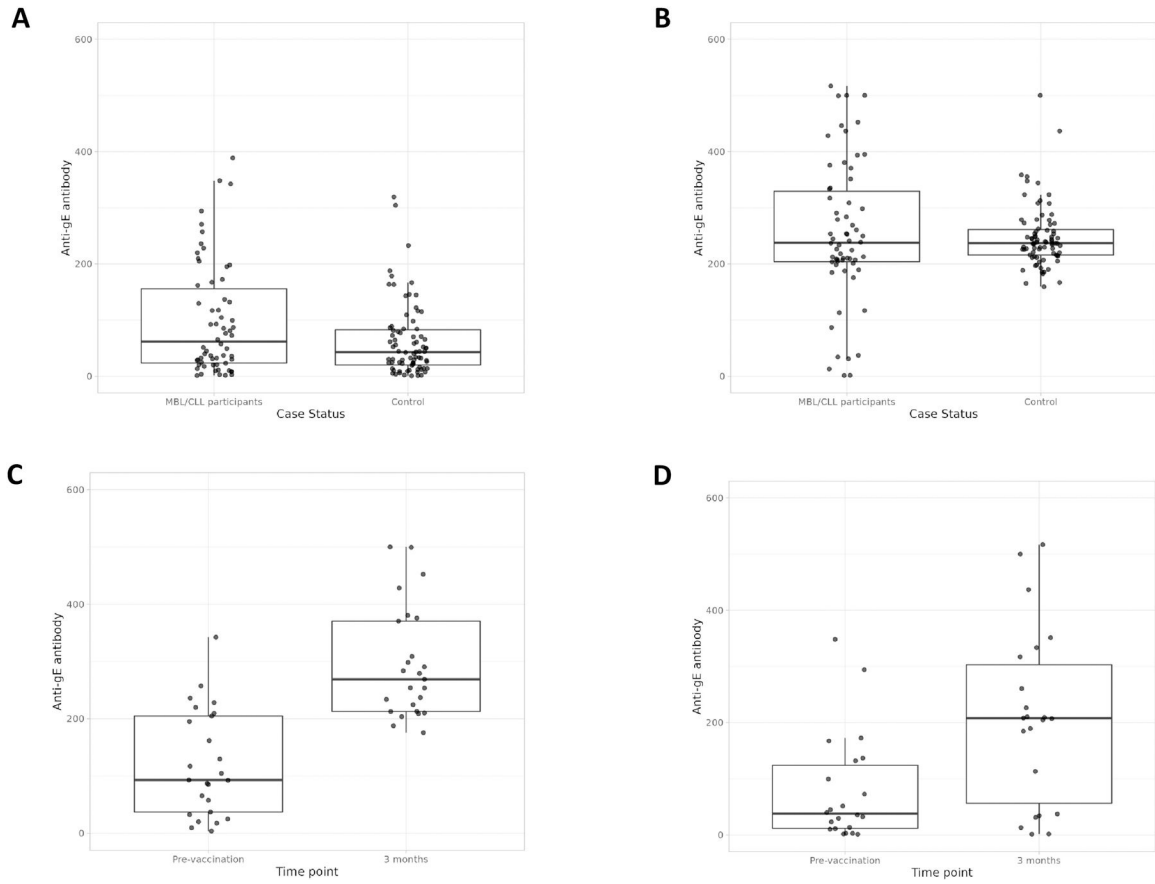 A
600
400
200
0
Anti-gE antibody
MBL/CLL participants Control
Case Status
B
600
400
200
0
Anti-gE antibody
MBL/CLL participants Control
Case Status
C
600
400
200
0
Anti-gE antibody
Pre-vaccination 3 months
Time point
D
600
400
200
0
Anti-gE antibody
Pre-vaccination 3 months
Time point